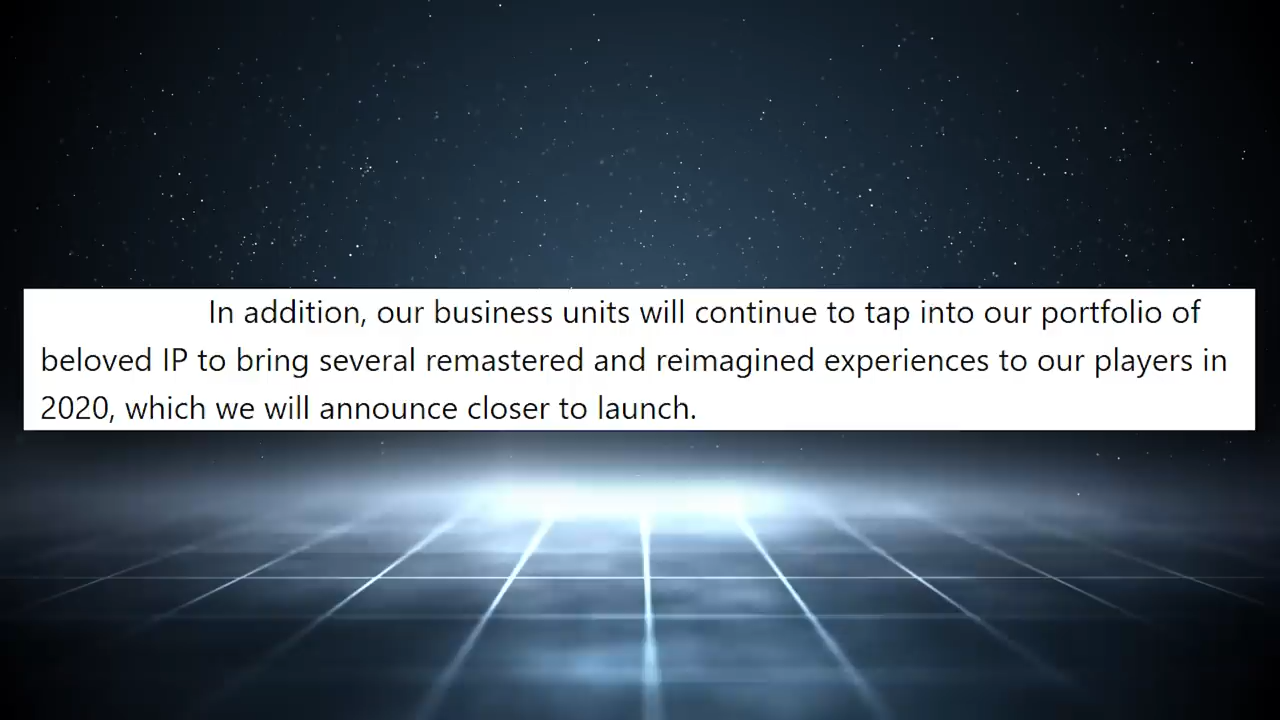 In addition, our business units will continue to tap into our portfolio of
beloved IP to bring several remastered and reimagined experiences to our players in
2020, which we will announce closer to launch.